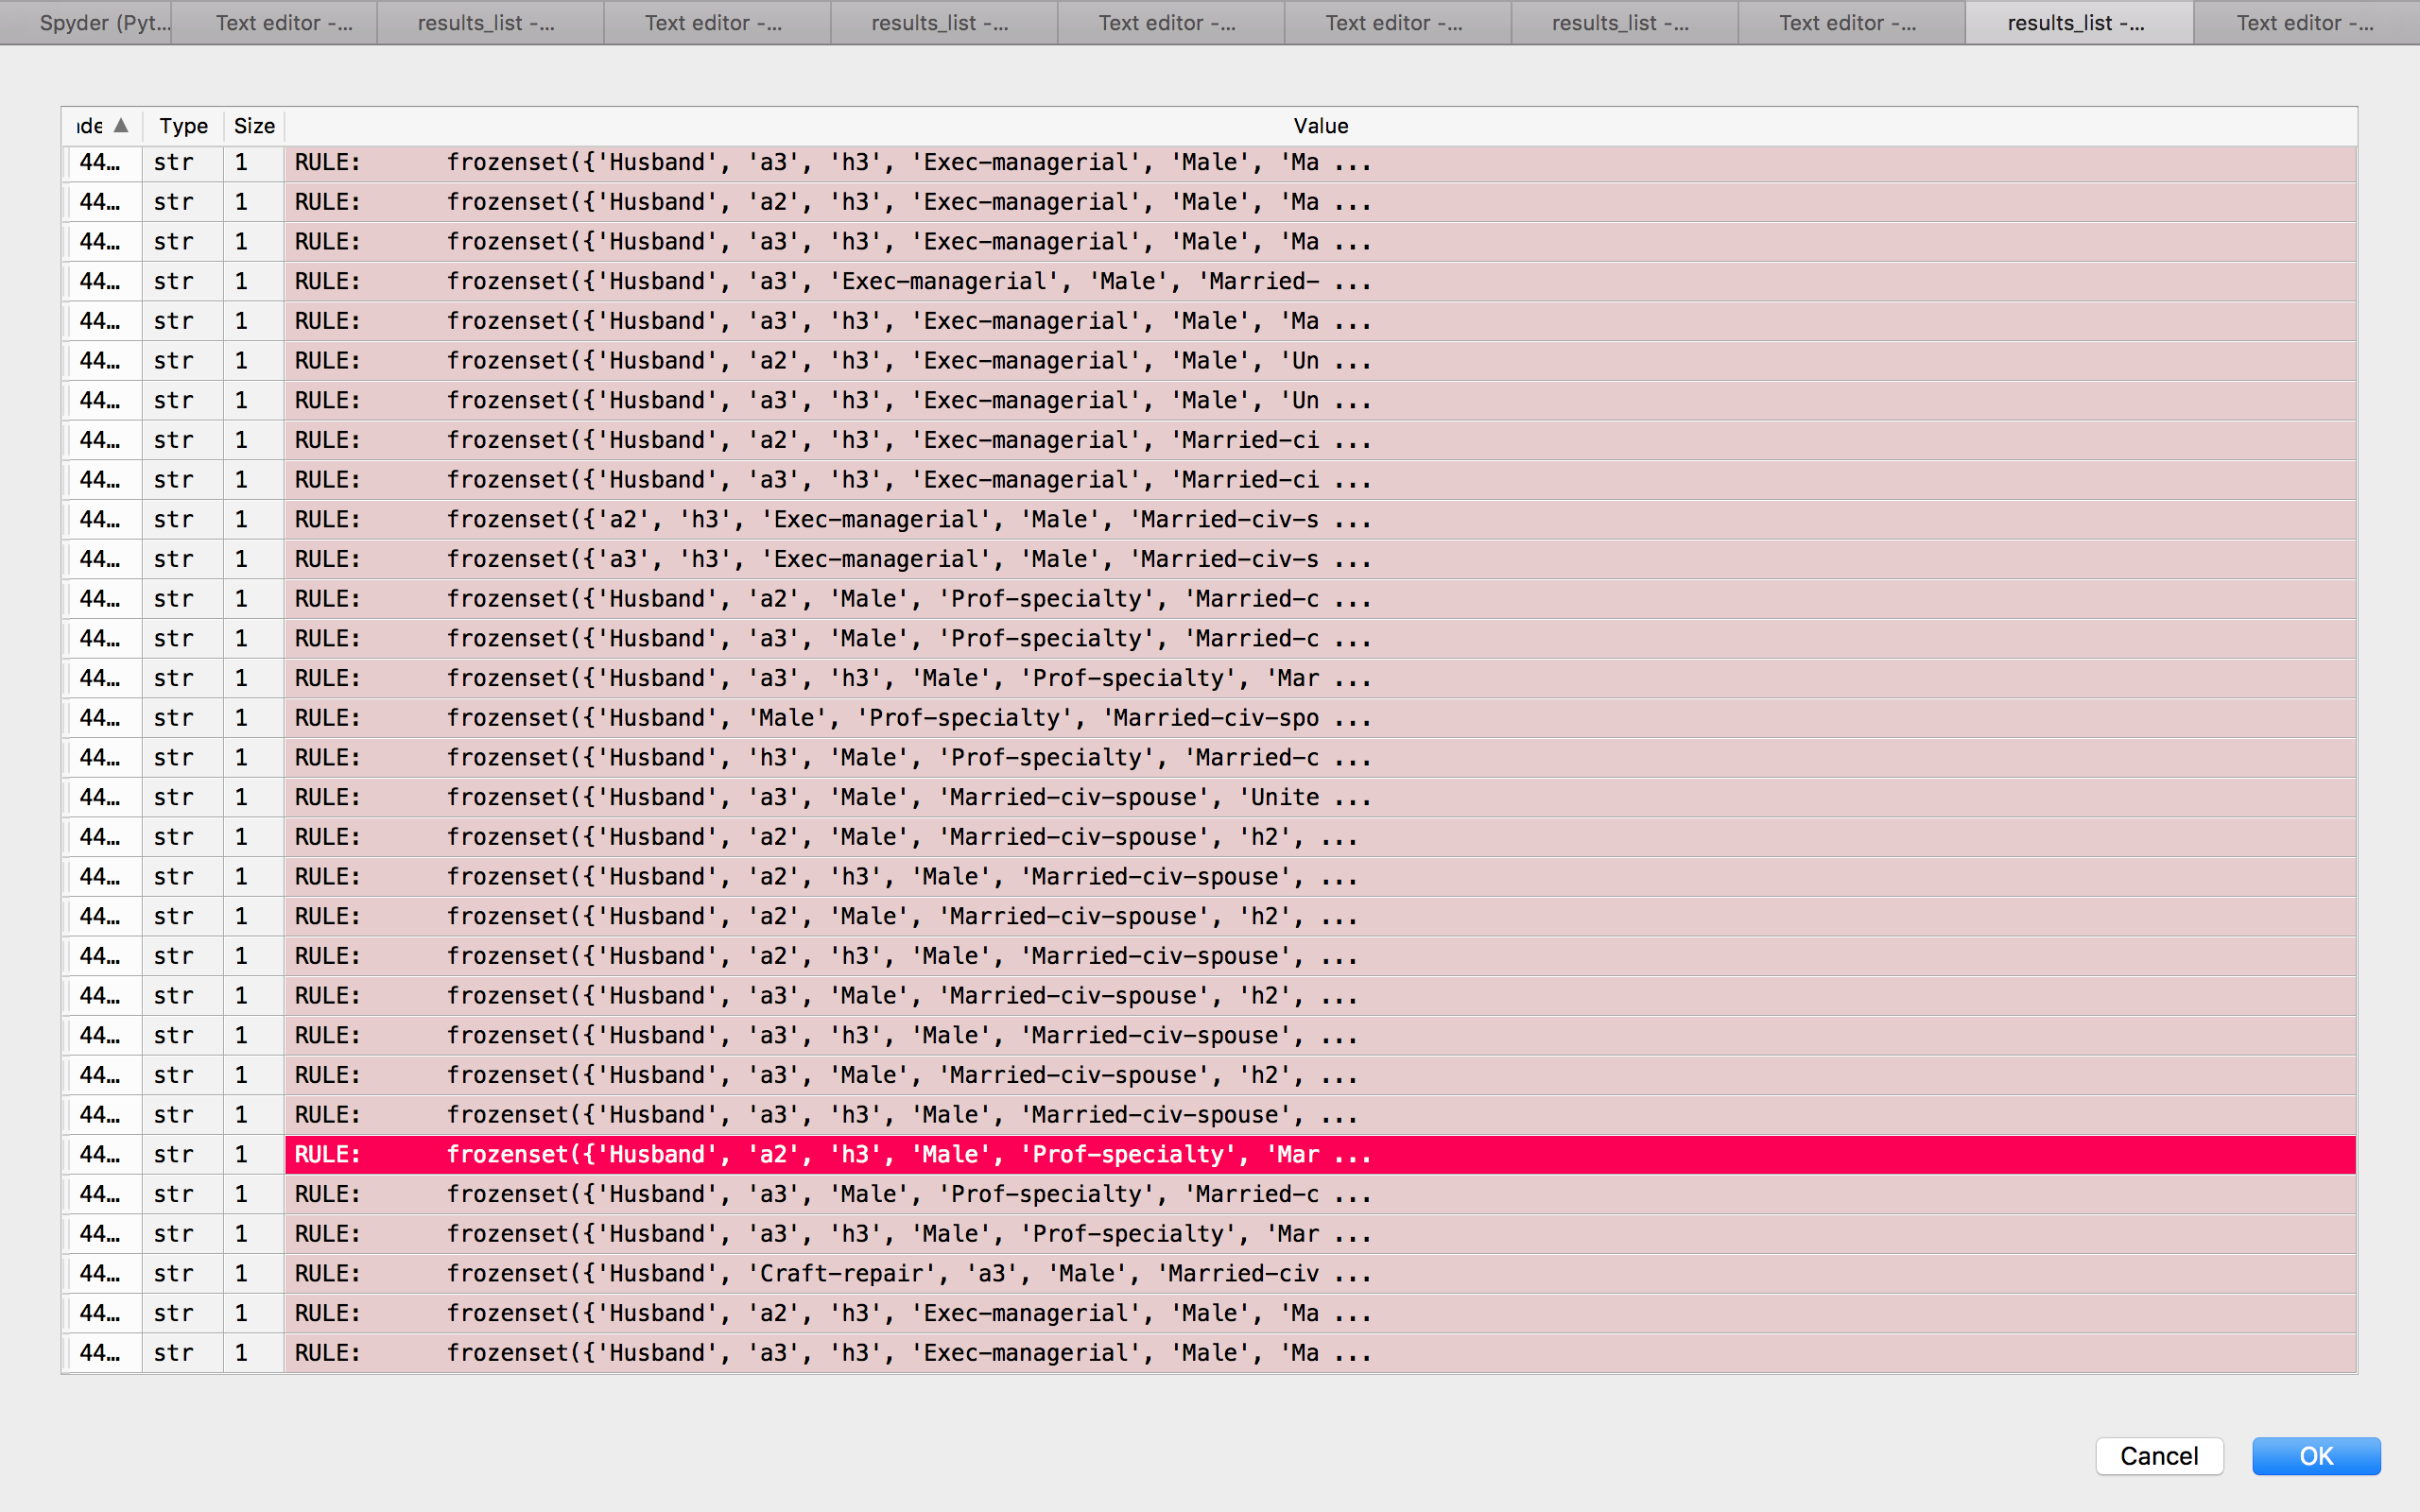 Spyder (Pyt... Text editor -... results_list -... Text editor -... results_list -... Text editor -... Text editor -... results_list -... Text editor -... results_list -... Text editor -...
ide ▲ Type Size Value
44... str 1 RULE: frozenset({'Husband', 'a3', 'h3', 'Exec-managerial', 'Male', 'Ma ...
44... str 1 RULE: frozenset({'Husband', 'a2', 'h3', 'Exec-managerial', 'Male', 'Ma ...
44... str 1 RULE: frozenset({'Husband', 'a3', 'h3', 'Exec-managerial', 'Male', 'Ma ...
44... str 1 RULE: frozenset({'Husband', 'a3', 'Exec-managerial', 'Male', 'Married- ...
44... str 1 RULE: frozenset({'Husband', 'a3', 'h3', 'Exec-managerial', 'Male', 'Ma ...
44... str 1 RULE: frozenset({'Husband', 'a2', 'h3', 'Exec-managerial', 'Male', 'Un ...
44... str 1 RULE: frozenset({'Husband', 'a3', 'h3', 'Exec-managerial', 'Male', 'Un ...
44... str 1 RULE: frozenset({'Husband', 'a2', 'h3', 'Exec-managerial', 'Married-ci ...
44... str 1 RULE: frozenset({'Husband', 'a3', 'h3', 'Exec-managerial', 'Married-ci ...
44... str 1 RULE: frozenset({'a2', 'h3', 'Exec-managerial', 'Male', 'Married-civ-s ...
44... str 1 RULE: frozenset({'a3', 'h3', 'Exec-managerial', 'Male', 'Married-civ-s ...
44... str 1 RULE: frozenset({'Husband', 'a2', 'Male', 'Prof-specialty', 'Married-c ...
44... str 1 RULE: frozenset({'Husband', 'a3', 'Male', 'Prof-specialty', 'Married-c ...
44... str 1 RULE: frozenset({'Husband', 'a3', 'h3', 'Male', 'Prof-specialty', 'Mar ...
44... str 1 RULE: frozenset({'Husband', 'Male', 'Prof-specialty', 'Married-civ-spo ...
44... str 1 RULE: frozenset({'Husband', 'h3', 'Male', 'Prof-specialty', 'Married-c ...
44... str 1 RULE: frozenset({'Husband', 'a3', 'Male', 'Married-civ-spouse', 'Unite ...
44... str 1 RULE: frozenset({'Husband', 'a2', 'Male', 'Married-civ-spouse', 'h2', ...
44... str 1 RULE: frozenset({'Husband', 'a2', 'h3', 'Male', 'Married-civ-spouse', ...
44... str 1 RULE: frozenset({'Husband', 'a2', 'Male', 'Married-civ-spouse', 'h2', ...
44... str 1 RULE: frozenset({'Husband', 'a2', 'h3', 'Male', 'Married-civ-spouse', ...
44... str 1 RULE: frozenset({'Husband', 'a3', 'Male', 'Married-civ-spouse', 'h2', ...
44... str 1 RULE: frozenset({'Husband', 'a3', 'h3', 'Male', 'Married-civ-spouse', ...
44... str 1 RULE: frozenset({'Husband', 'a3', 'Male', 'Married-civ-spouse', 'h2', ...
44... str 1 RULE: frozenset({'Husband', 'a3', 'h3', 'Male', 'Married-civ-spouse', ...
44... str 1 RULE: frozenset({'Husband', 'a2', 'h3', 'Male', 'Prof-specialty', 'Mar ...
44... str 1 RULE: frozenset({'Husband', 'a3', 'Male', 'Prof-specialty', 'Married-c ...
44... str 1 RULE: frozenset({'Husband', 'a3', 'h3', 'Male', 'Prof-specialty', 'Mar ...
44... str 1 RULE: frozenset({'Husband', 'Craft-repair', 'a3', 'Male', 'Married-civ ...
44... str 1 RULE: frozenset({'Husband', 'a2', 'h3', 'Exec-managerial', 'Male', 'Ma ...
44... str 1 RULE: frozenset({'Husband', 'a3', 'h3', 'Exec-managerial', 'Male', 'Ma ...
Cancel OK